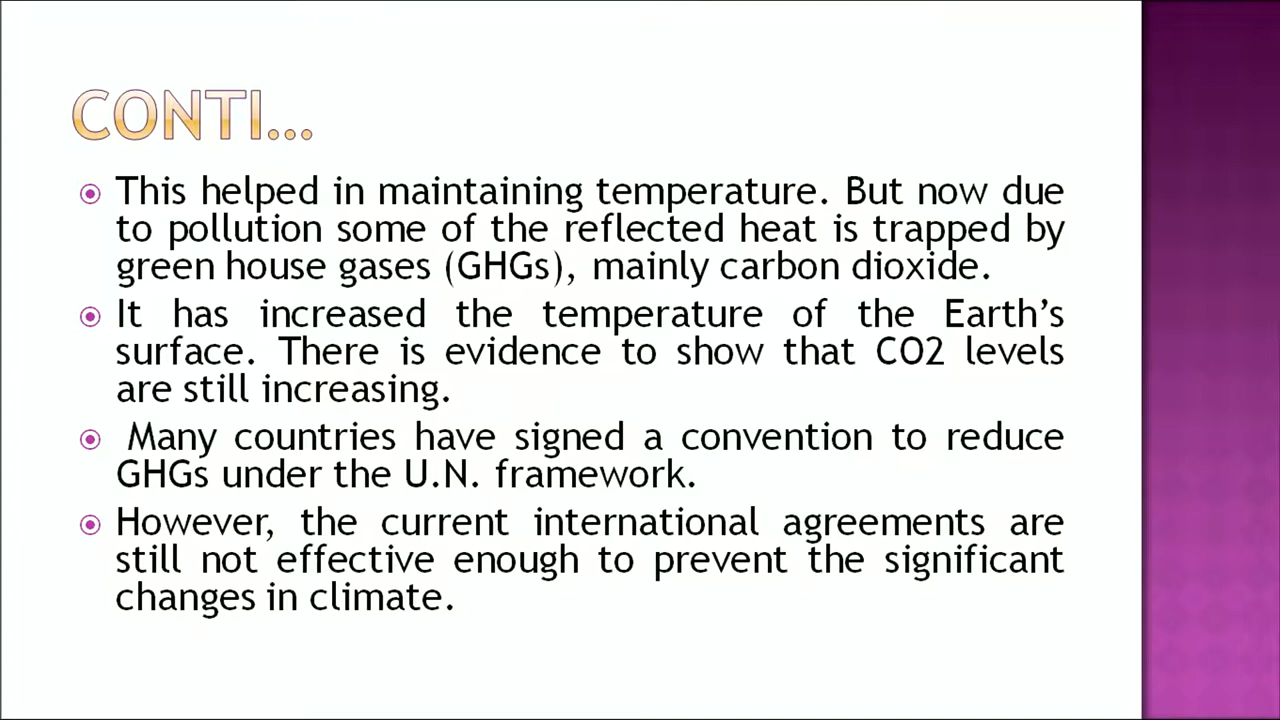 CONTI...
This helped in maintaining temperature. But now due
to pollution some of the reflected heat is trapped by
green house gases (GHGs), mainly carbon dioxide.
It has increased the temperature of the Earth’s
surface. There is evidence to show that CO2 levels
are still increasing.
Many countries have signed a convention to reduce
GHGs under the U.N. framework.
However, the current international agreements are
still not effective enough to prevent the significant
changes in climate.